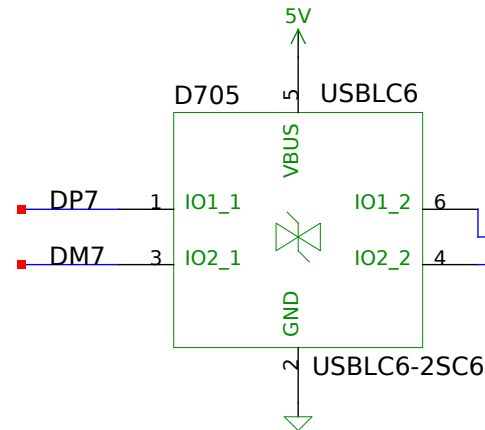 5V
D705 USBLC6
5
VBUS
DP7 1 IO1_1 IO1_2 6
DM7 3 IO2_1 IO2_2 4
GND
2
USBLC6-2SC6